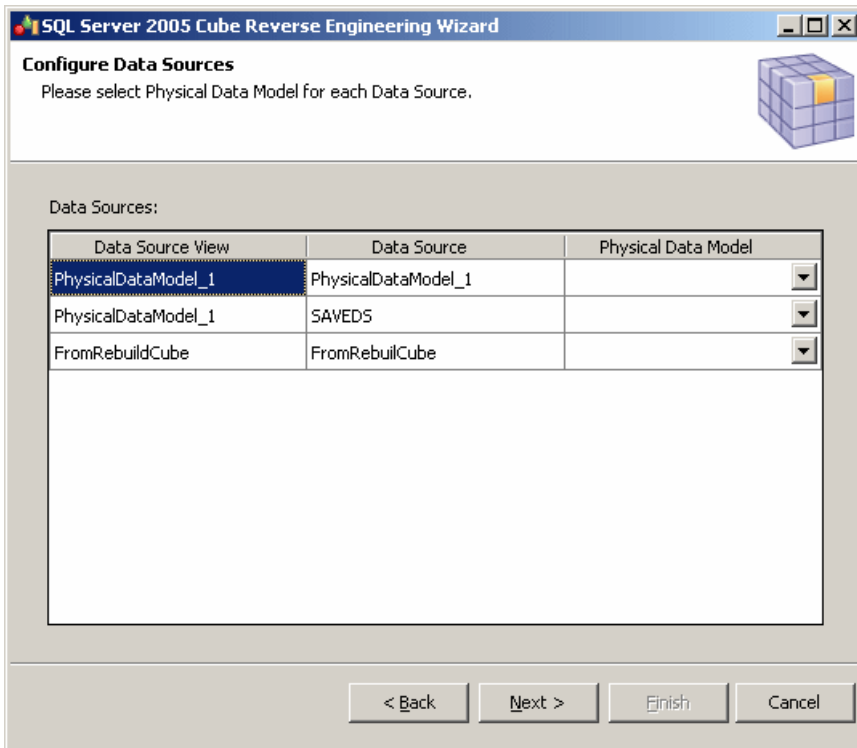 SQL Server 2005 Cube Reverse Engineering Wizard
Configure Data Sources
Please select Physical Data Model for each Data Source.
Data Sources:
Data Source View Data Source Physical Data Model
PhysicalDataModel_1 PhysicalDataModel_1
PhysicalDataModel_1 SAVEDS
FromRebuildCube FromRebuilCube
< Back Next > Finish Cancel